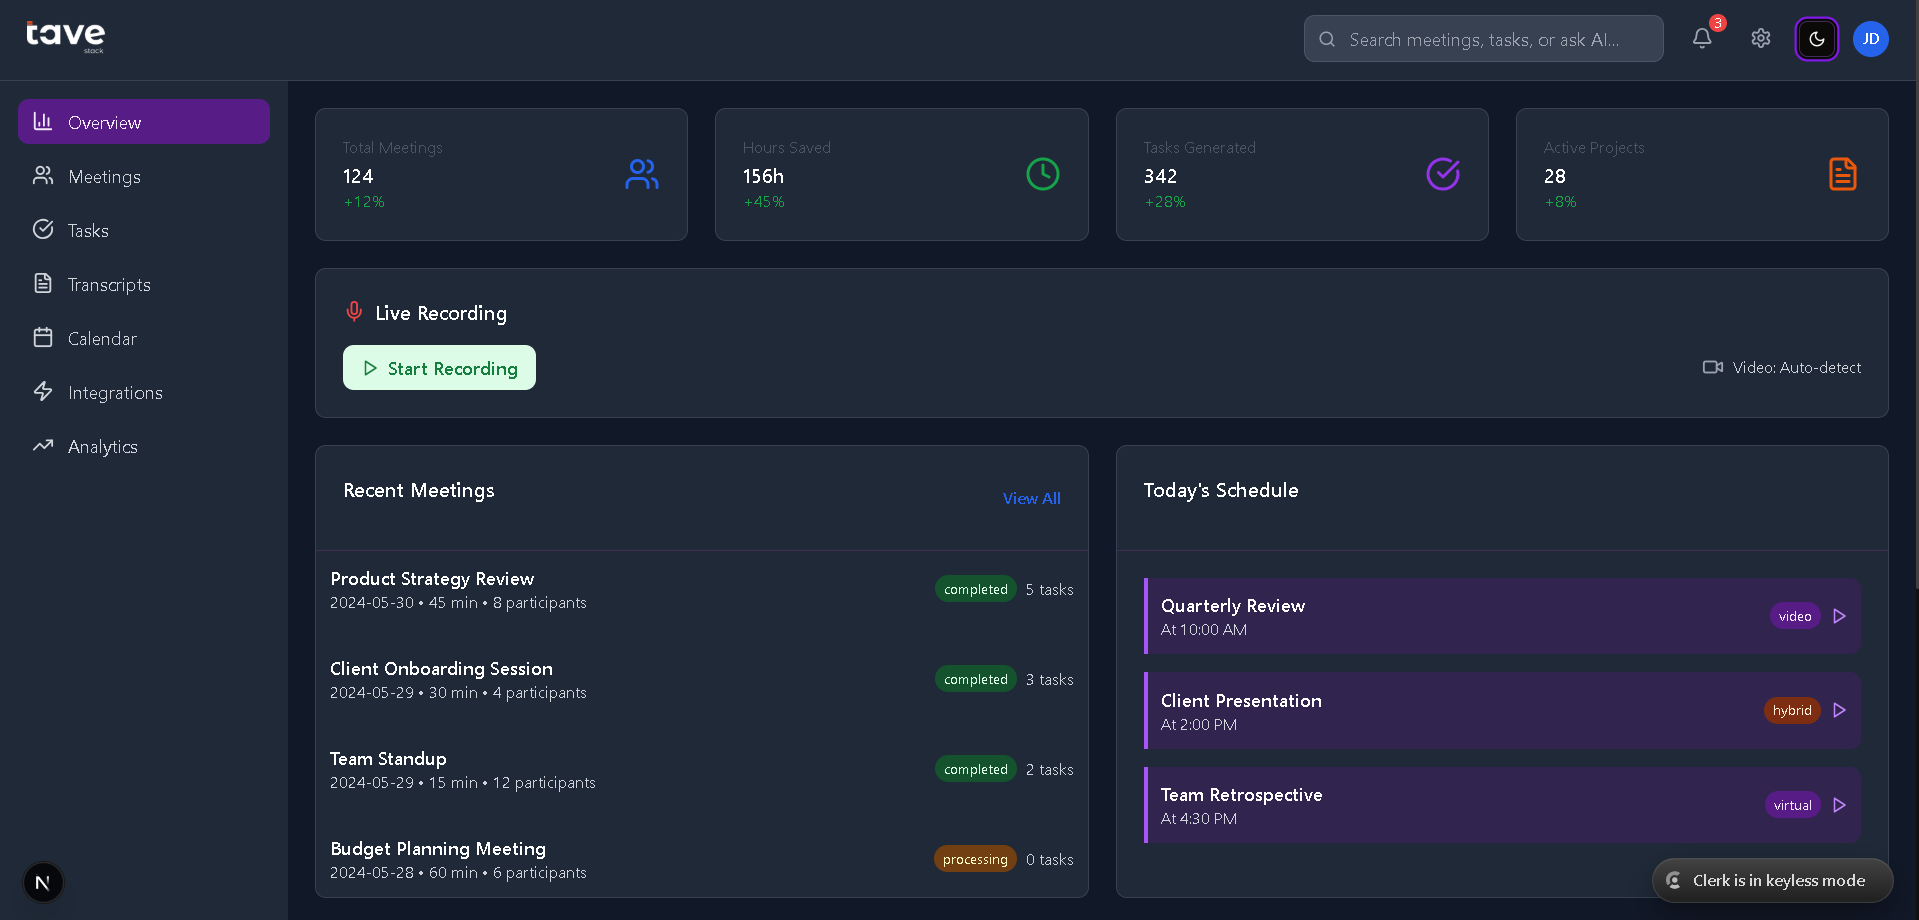 tave
stack
Search meetings, tasks, or ask AI...
3
JD
Overview
Meetings
Tasks
Transcripts
Calendar
Integrations
Analytics
Total Meetings
124
+12%
Hours Saved
156h
+45%
Tasks Generated
342
+28%
Active Projects
28
+8%
Live Recording
Start Recording
Video: Auto-detect
Recent Meetings
View All
Product Strategy Review
2024-05-30 • 45 min • 8 participants
completed 5 tasks
Client Onboarding Session
2024-05-29 • 30 min • 4 participants
completed 3 tasks
Team Standup
2024-05-29 • 15 min • 12 participants
completed 2 tasks
Budget Planning Meeting
2024-05-28 • 60 min • 6 participants
processing 0 tasks
Today's Schedule
Quarterly Review
At 10:00 AM
video
Client Presentation
At 2:00 PM
hybrid
Team Retrospective
At 4:30 PM
virtual
N
Clerk is in keyless mode